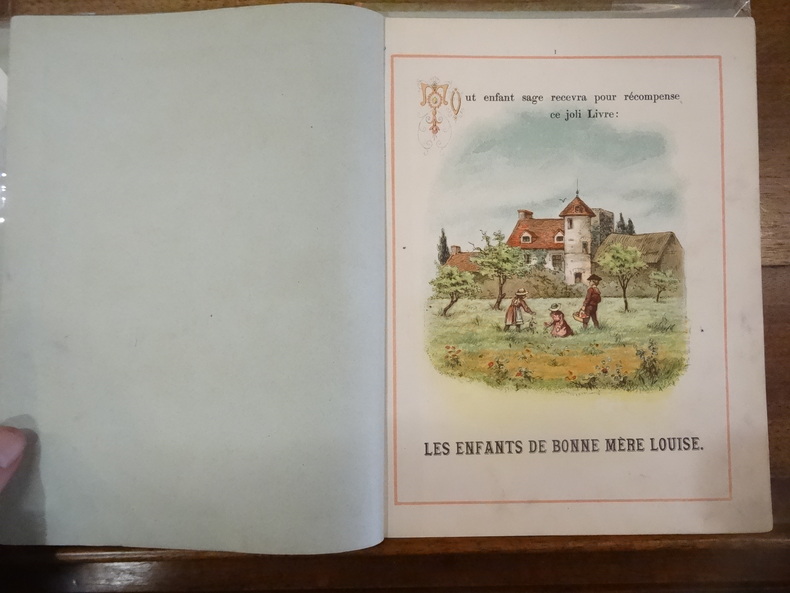 Tout enfant sage recevra pour récompense
ce joli Livre:
LES ENFANTS DE BONNE MÈRE LOUISE.